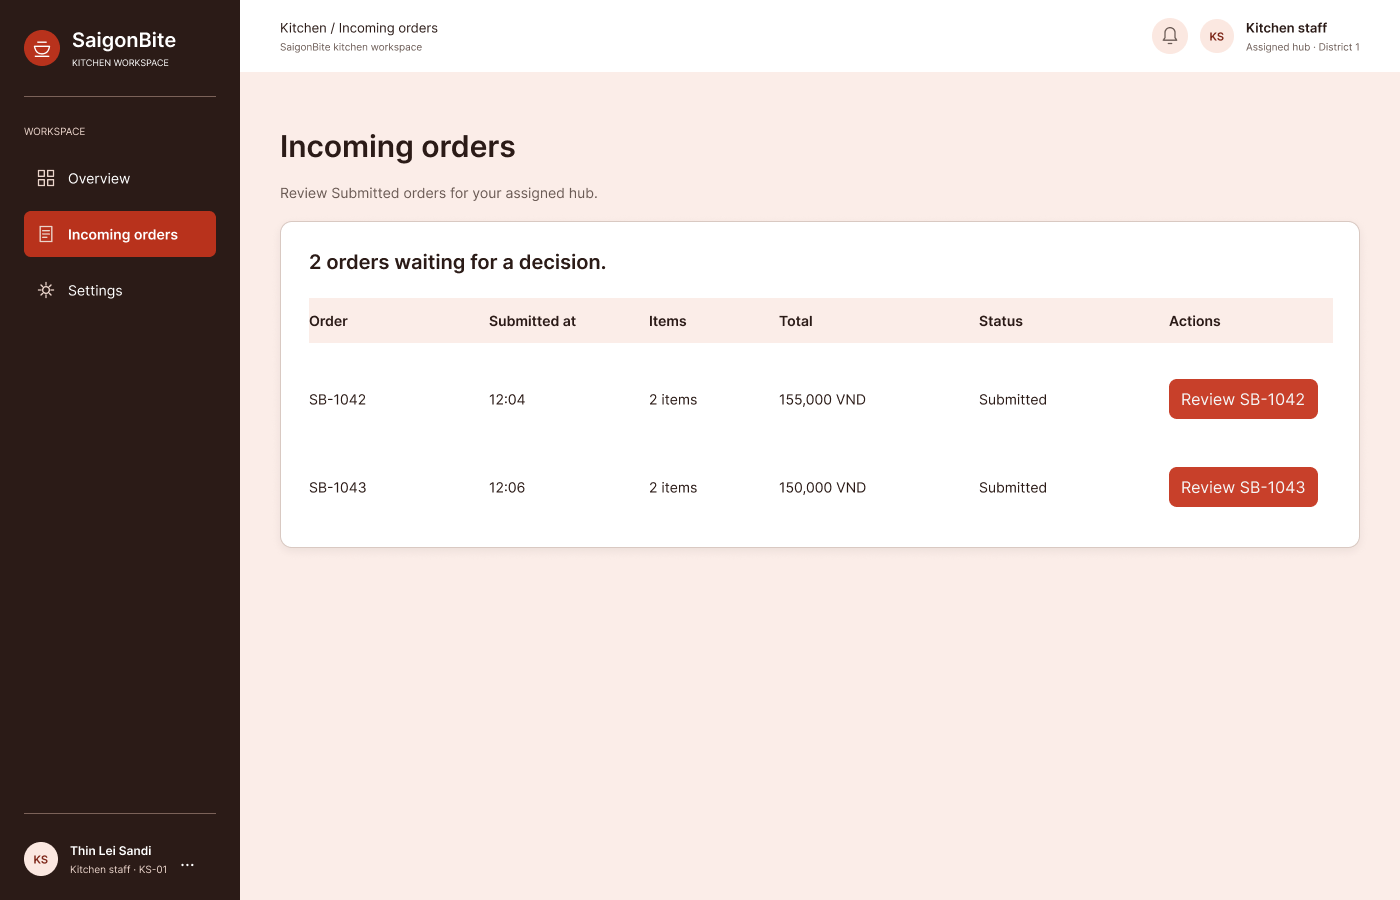 SaigonBite
KITCHEN WORKSPACE
WORKSPACE
Overview
Incoming orders
Settings
Thin Lei Sandi
KS
Kitchen staff · KS-01
...
Kitchen / Incoming orders
SaigonBite kitchen workspace
KS
Kitchen staff
Assigned hub · District 1
Incoming orders
Review Submitted orders for your assigned hub.
2 orders waiting for a decision.
Order Submitted at Items Total Status Actions
SB-1042 12:04 2 items 155,000 VND Submitted Review SB-1042
SB-1043 12:06 2 items 150,000 VND Submitted Review SB-1043